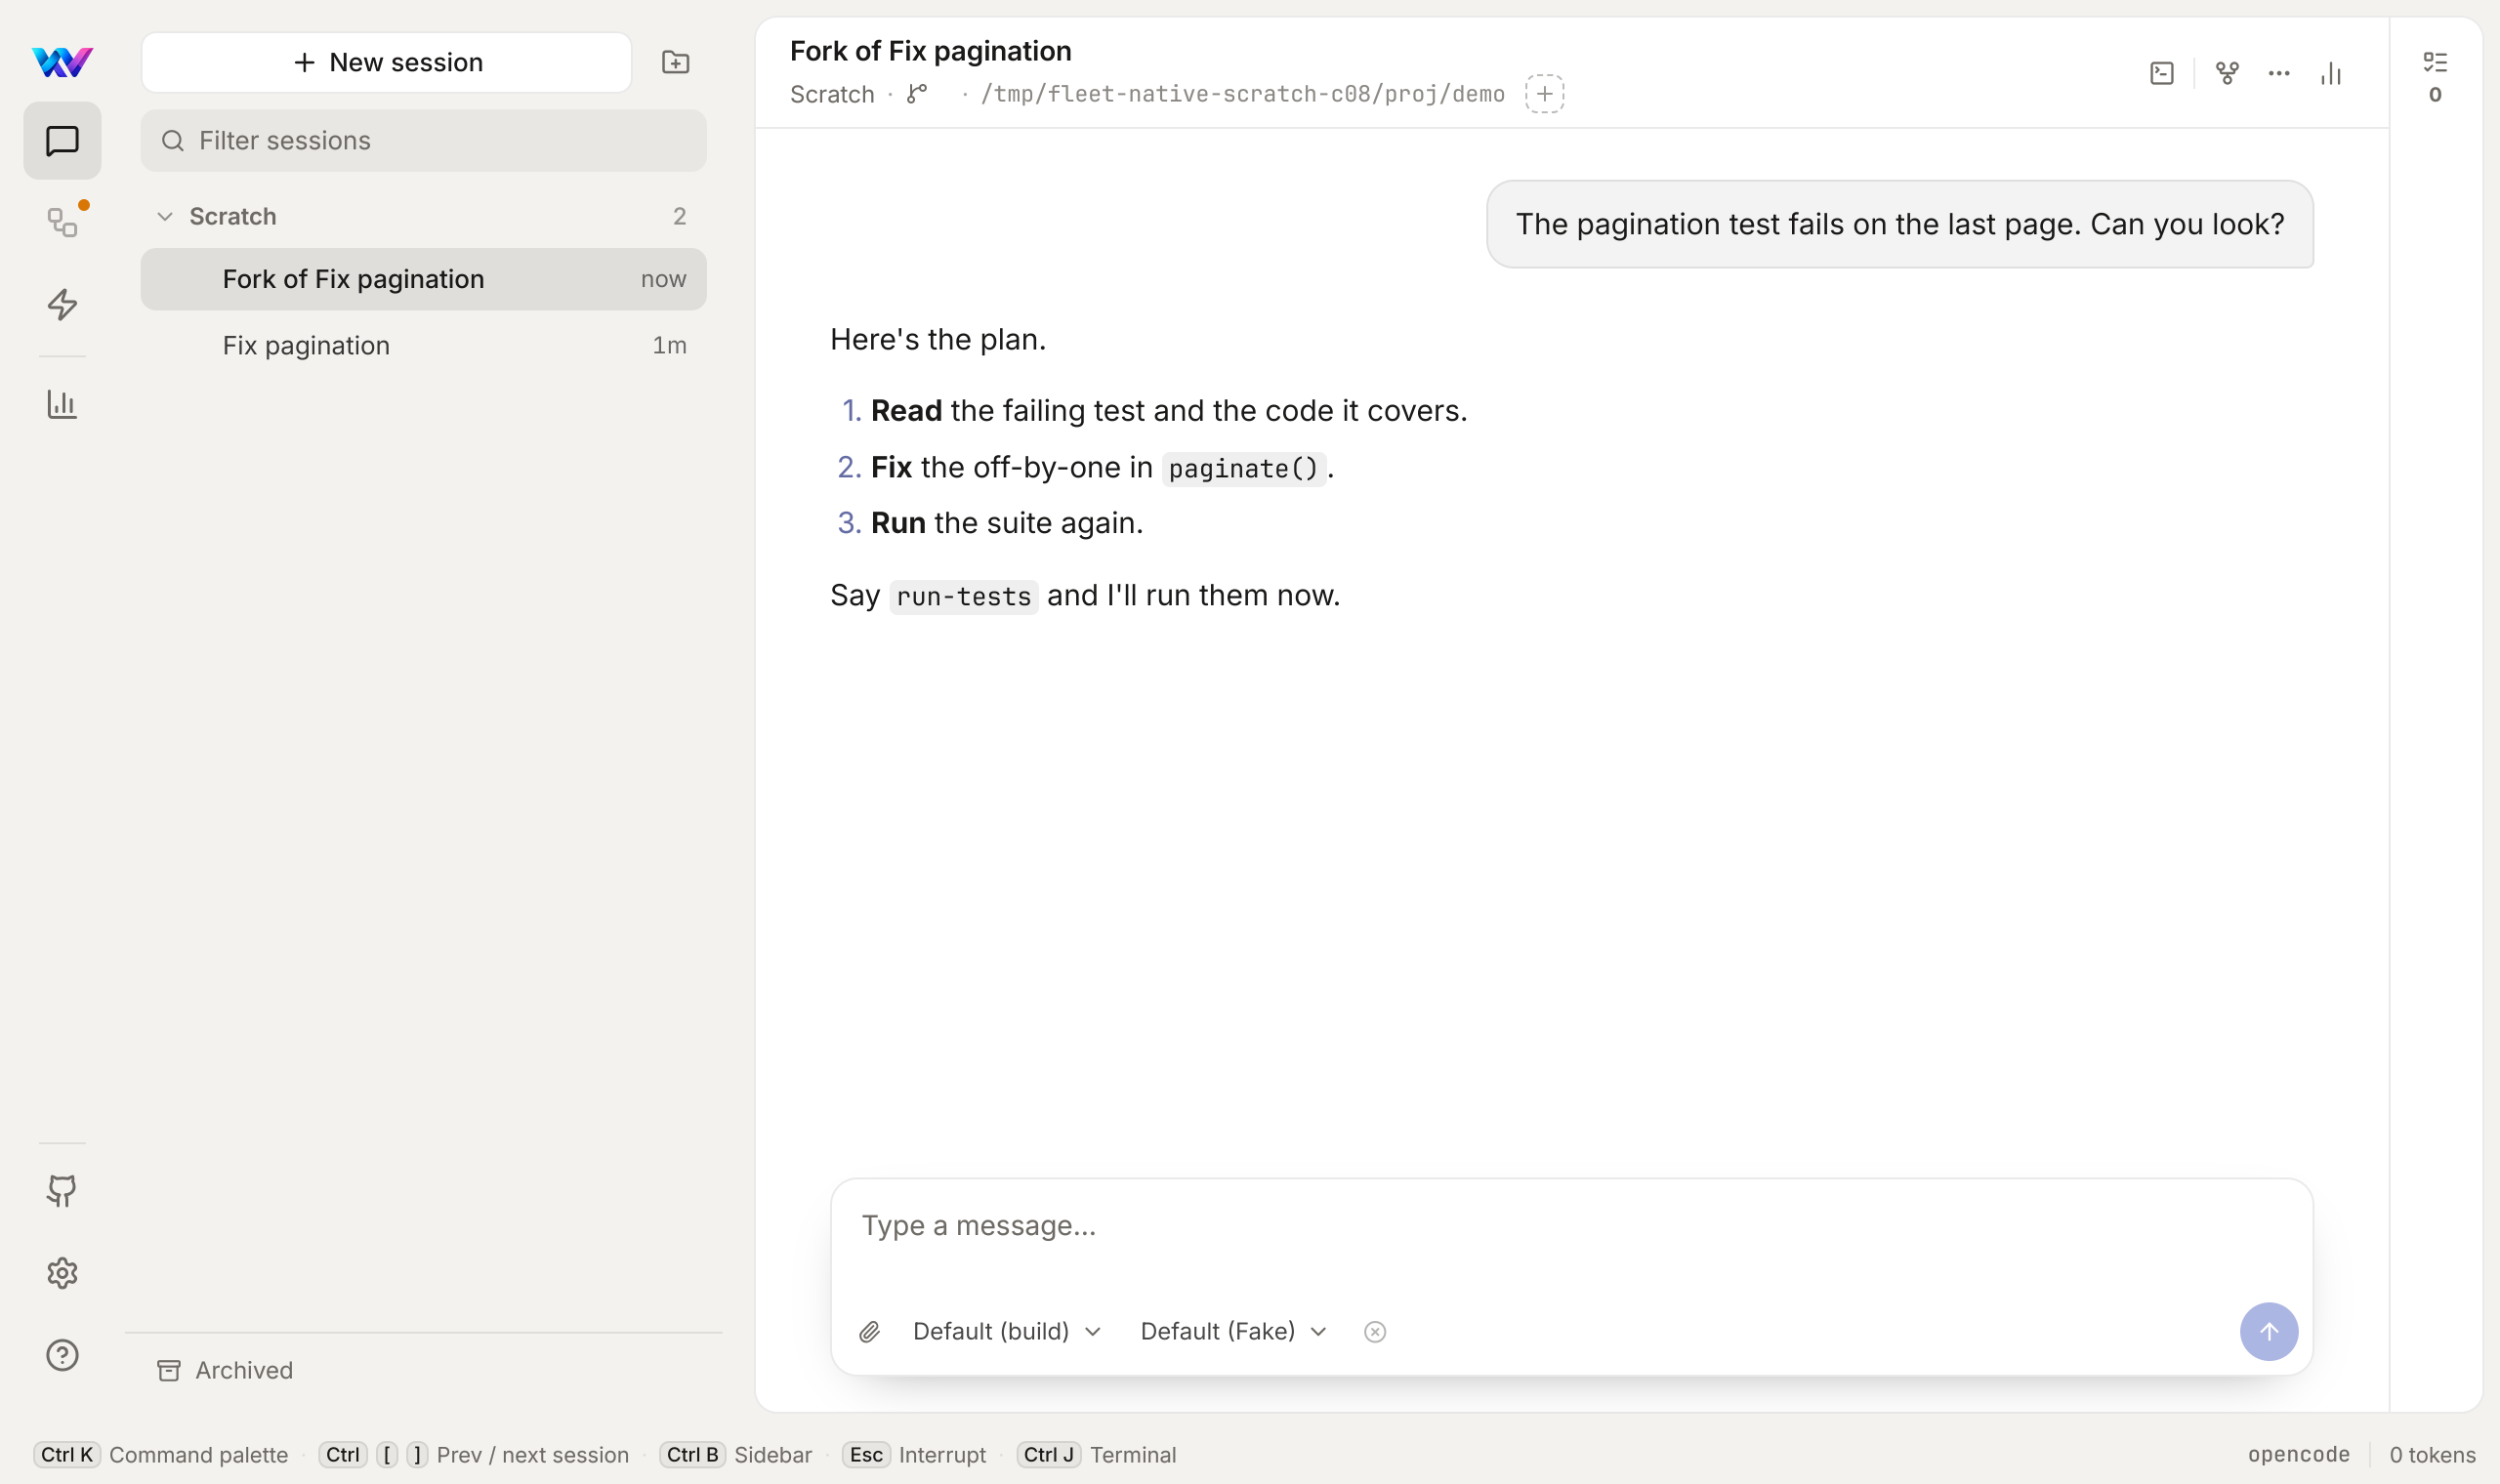 New session
Filter sessions
Scratch 2
Fork of Fix pagination now
Fix pagination 1m
Archived
Fork of Fix pagination
Scratch · · /tmp/fleet-native-scratch-c08/proj/demo
0
The pagination test fails on the last page. Can you look?
Here's the plan.
1. Read the failing test and the code it covers.
2. Fix the off-by-one in paginate().
3. Run the suite again.
Say run-tests and I'll run them now.
Type a message...
Default (build) Default (Fake)
Ctrl K Command palette · Ctrl [ ] Prev / next session · Ctrl B Sidebar · Esc Interrupt · Ctrl J Terminal
opencode 0 tokens